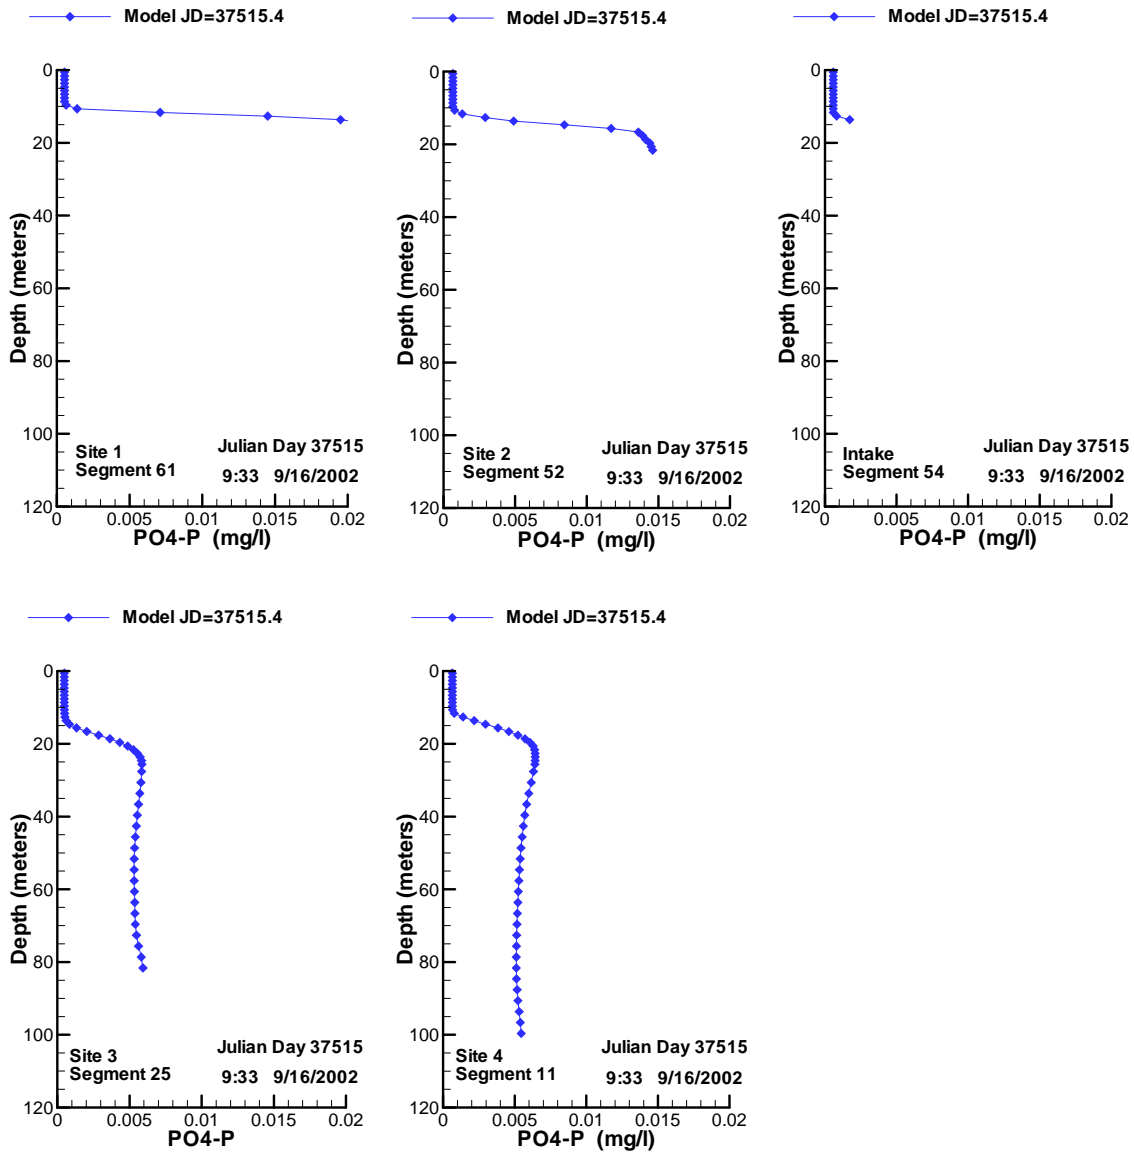 Model JD=37515.4
Model JD=37515.4
Model JD=37515.4
0
20
40
60
80
100
120
Depth (meters)
Site 1
Segment 61
Julian Day 37515
9:33 9/16/2002
0 0.005 0.01 0.015 0.02
PO4-P (mg/l)
0
20
40
60
80
100
120
Depth (meters)
Site 2
Segment 52
Julian Day 37515
9:33 9/16/2002
0 0.005 0.01 0.015 0.02
PO4-P (mg/l)
0
20
40
60
80
100
120
Depth (meters)
Intake
Segment 54
Julian Day 37515
9:33 9/16/2002
0 0.005 0.01 0.015 0.02
PO4-P (mg/l)
Model JD=37515.4
Model JD=37515.4
0
20
40
60
80
100
120
Depth (meters)
Site 3
Segment 25
Julian Day 37515
9:33 9/16/2002
0 0.005 0.01 0.015 0.02
PO4-P
0
20
40
60
80
100
120
Depth (meters)
Site 4
Segment 11
Julian Day 37515
9:33 9/16/2002
0 0.005 0.01 0.015 0.02
PO4-P (mg/l)